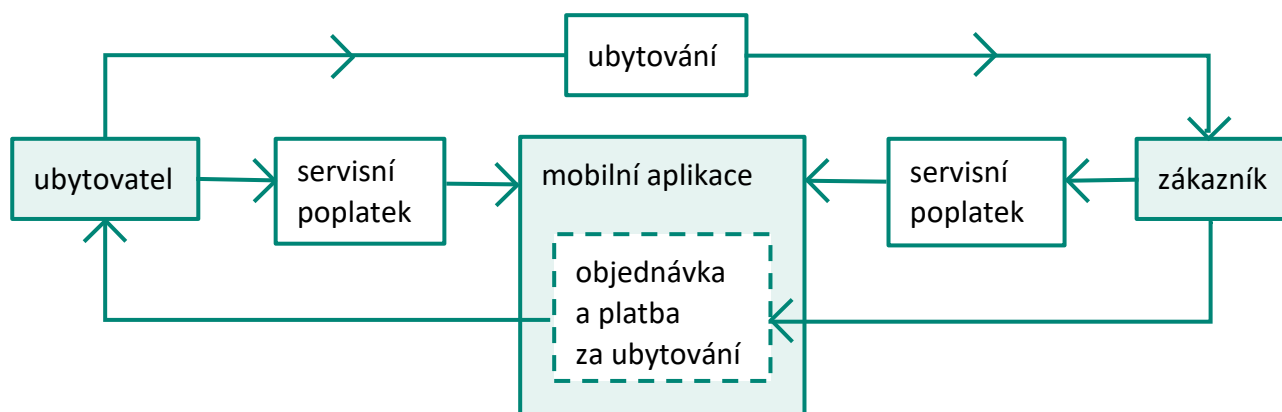 ubytování
ubytovatel
servisní
poplatek
mobilní aplikace
servisní
poplatek
zákazník
objednávka
a platba
za ubytování